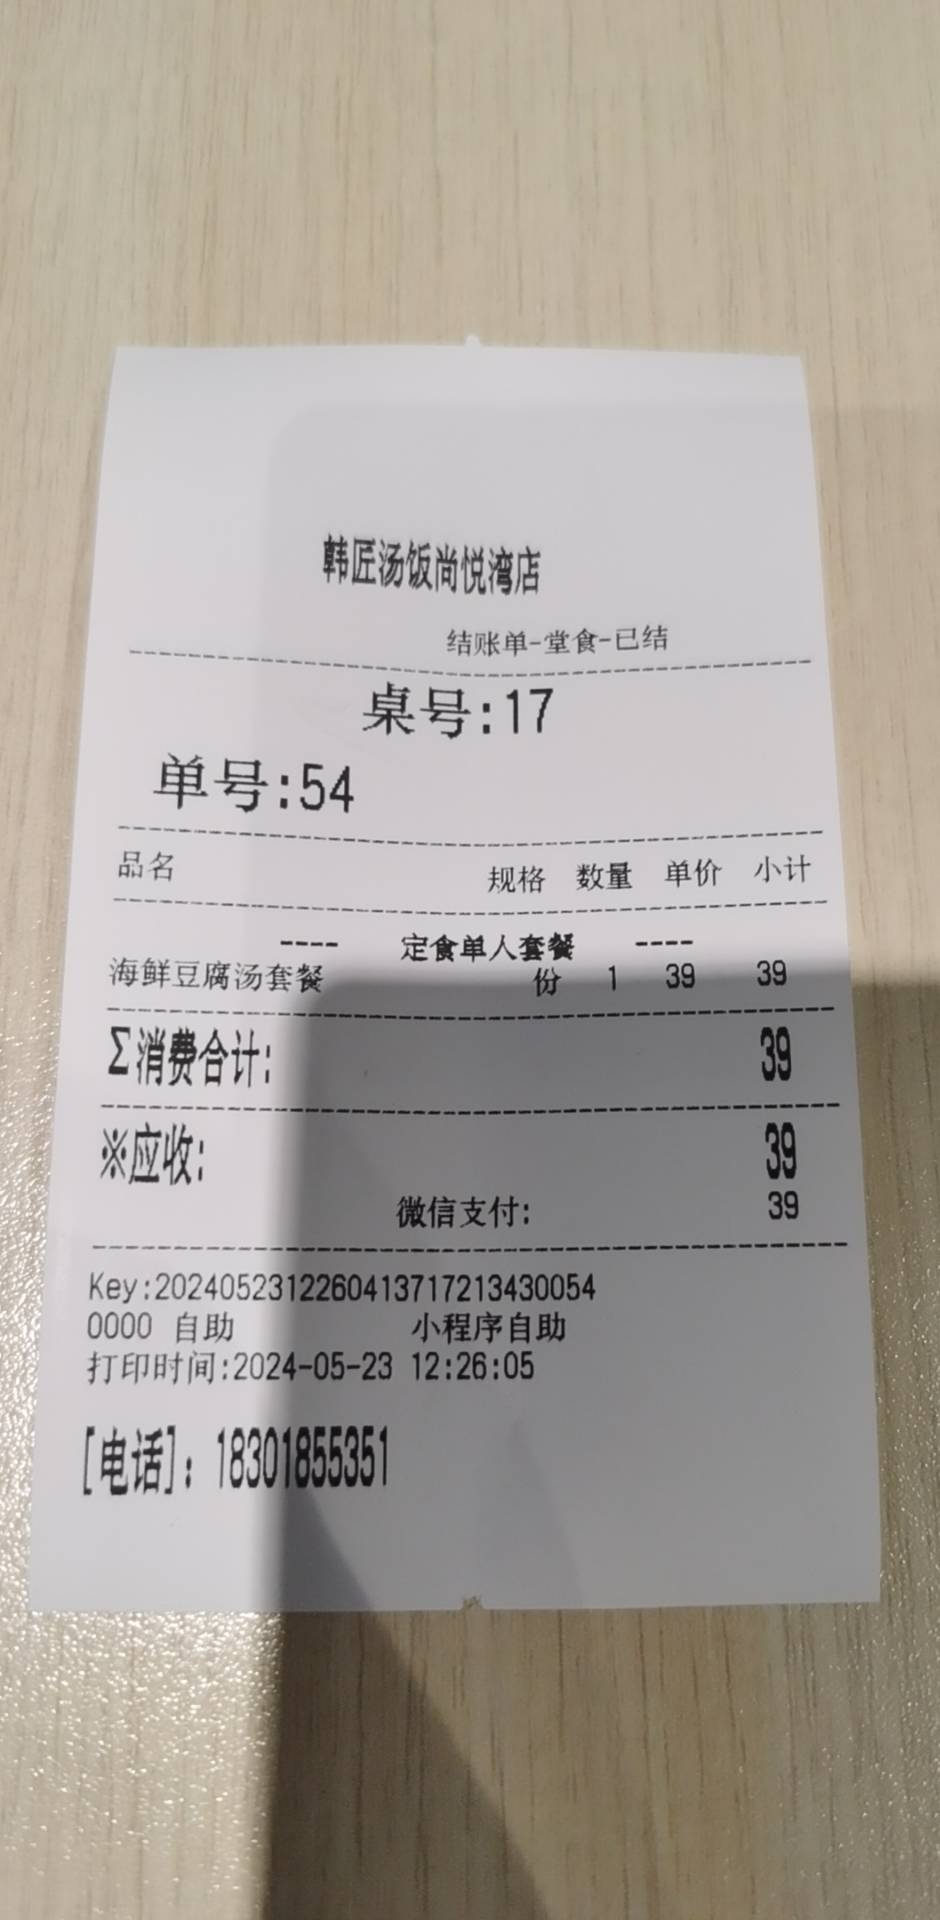 韩匠汤饭尚悦湾店
结账单-堂食-已结
桌号:17
单号:54
品名 规格 数量 单价 小计
---- 定食单人套餐 ----
海鲜豆腐汤套餐 份 1 39 39
Σ消费合计: 39
※应收: 39
微信支付: 39
Key:2024052312260413717213430054
0000 自助 小程序自助
打印时间:2024-05-23 12:26:05
[电话]: 18301855351